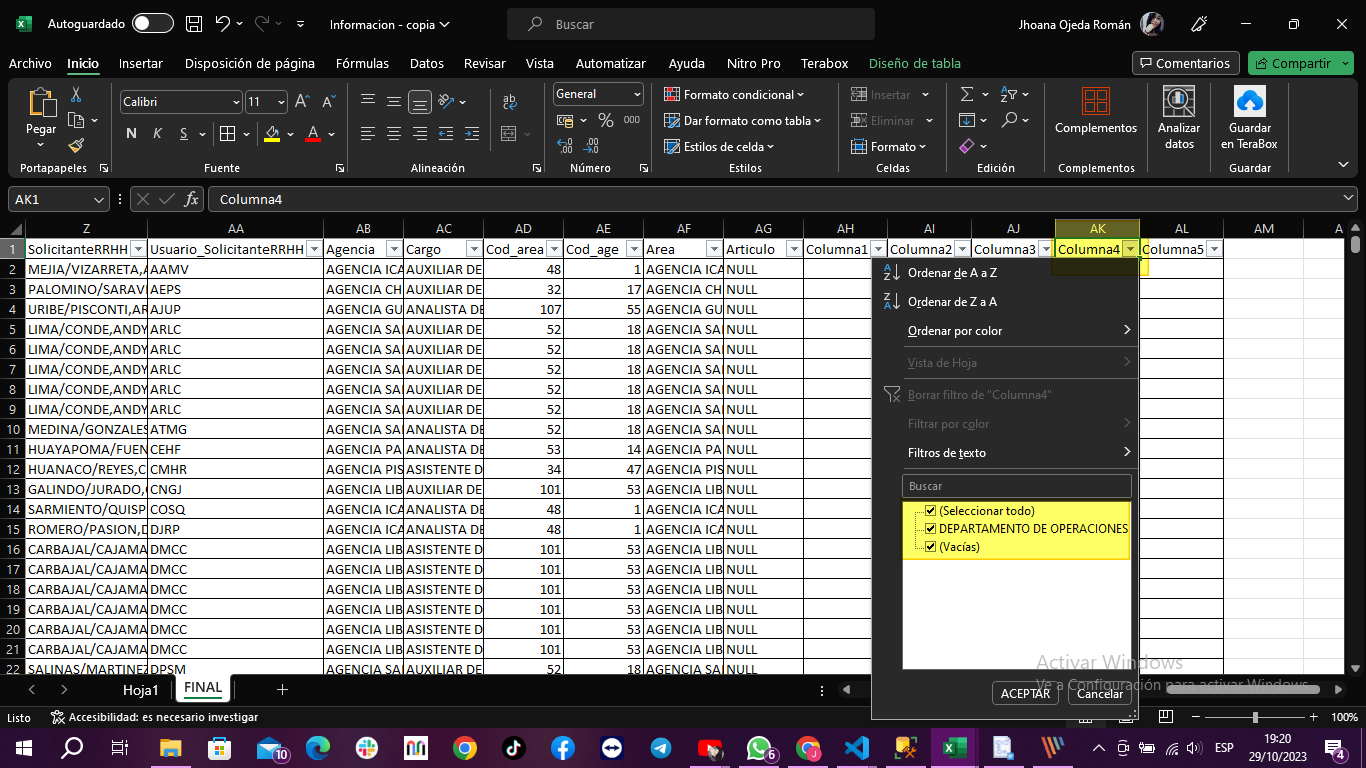 Autoguardado
Informacion - copia
Buscar
Jhoana Ojeda Román
Archivo Inicio Insertar Disposición de página Fórmulas Datos Revisar Vista Automatizar Ayuda Nitro Pro Terabox Diseño de tabla
Comentarios Compartir
Pegar
Portapapeles
Calibri 11
N K S
Fuente
Alineación
General
% 000
Número
Formato condicional
Dar formato como tabla
Estilos de celda
Estilos
Insertar
Eliminar
Formato
Celdas
Edición
Complementos
Complementos
Analizar
datos
Guardar
en TeraBox
Guardar
AK1 fx Columna4
Z AA AB AC AD AE AF AG AH AI AJ AK AL AM A
1 SolicitanteRRHH Usuario_SolicitanteRRHH Agencia Cargo Cod_area Cod_age Area Articulo Columna1 Columna2 Columna3 Columna4 Columna5
2 MEJIA/VIZARRETA,A AAMV AGENCIA ICA AUXILIAR DE 48 1 AGENCIA ICA NULL
3 PALOMINO/SARAVI AEPS AGENCIA CH AUXILIAR DE 32 17 AGENCIA CH NULL
4 URIBE/PISCONTI,AR AJUP AGENCIA GU ANALISTA DE 107 55 AGENCIA GU NULL
5 LIMA/CONDE,ANDY ARLC AGENCIA SA AUXILIAR DE 52 18 AGENCIA SA NULL
6 LIMA/CONDE,ANDY ARLC AGENCIA SA AUXILIAR DE 52 18 AGENCIA SA NULL
7 LIMA/CONDE,ANDY ARLC AGENCIA SA AUXILIAR DE 52 18 AGENCIA SA NULL
8 LIMA/CONDE,ANDY ARLC AGENCIA SA AUXILIAR DE 52 18 AGENCIA SA NULL
9 LIMA/CONDE,ANDY ARLC AGENCIA SA AUXILIAR DE 52 18 AGENCIA SA NULL
10 MEDINA/GONZALES ATMG AGENCIA SA ANALISTA DE 52 18 AGENCIA SA NULL
11 HUAYAPOMA/FUEN CEHF AGENCIA PA ANALISTA DE 53 14 AGENCIA PA NULL
12 HUANACO/REYES,C CMHR AGENCIA PIS ASISTENTE D 34 47 AGENCIA PIS NULL
13 GALINDO/JURADO, CNGJ AGENCIA LIB AUXILIAR DE 101 53 AGENCIA LIB NULL
14 SARMIENTO/QUISP COSQ AGENCIA ICA ANALISTA DE 48 1 AGENCIA ICA NULL
15 ROMERO/PASION,D DJRP AGENCIA ICA ANALISTA DE 48 1 AGENCIA ICA NULL
16 CARBAJAL/CAJAMA DMCC AGENCIA LIB ASISTENTE D 101 53 AGENCIA LIB NULL
17 CARBAJAL/CAJAMA DMCC AGENCIA LIB ASISTENTE D 101 53 AGENCIA LIB NULL
18 CARBAJAL/CAJAMA DMCC AGENCIA LIB ASISTENTE D 101 53 AGENCIA LIB NULL
19 CARBAJAL/CAJAMA DMCC AGENCIA LIB ASISTENTE D 101 53 AGENCIA LIB NULL
20 CARBAJAL/CAJAMA DMCC AGENCIA LIB ASISTENTE D 101 53 AGENCIA LIB NULL
21 CARBAJAL/CAJAMA DMCC AGENCIA LIB ASISTENTE D 101 53 AGENCIA LIB NULL
22 SALINAS/MARTINEZ DPSM AGENCIA SA AUXILIAR DE 52 18 AGENCIA SA NULL
Ordenar de A a Z
Ordenar de Z a A
Ordenar por color
Vista de Hoja
Borrar filtro de "Columna4"
Filtrar por color
Filtros de texto
Buscar
(Seleccionar todo)
DEPARTAMENTO DE OPERACIONES
(Vacías)
ACEPTAR Cancelar
Activar Windows
Ve a Configuración para activar Windows.
Hoja1 FINAL
Listo Accesibilidad: es necesario investigar 100%
10 6 ESP 19:20
29/10/2023 4